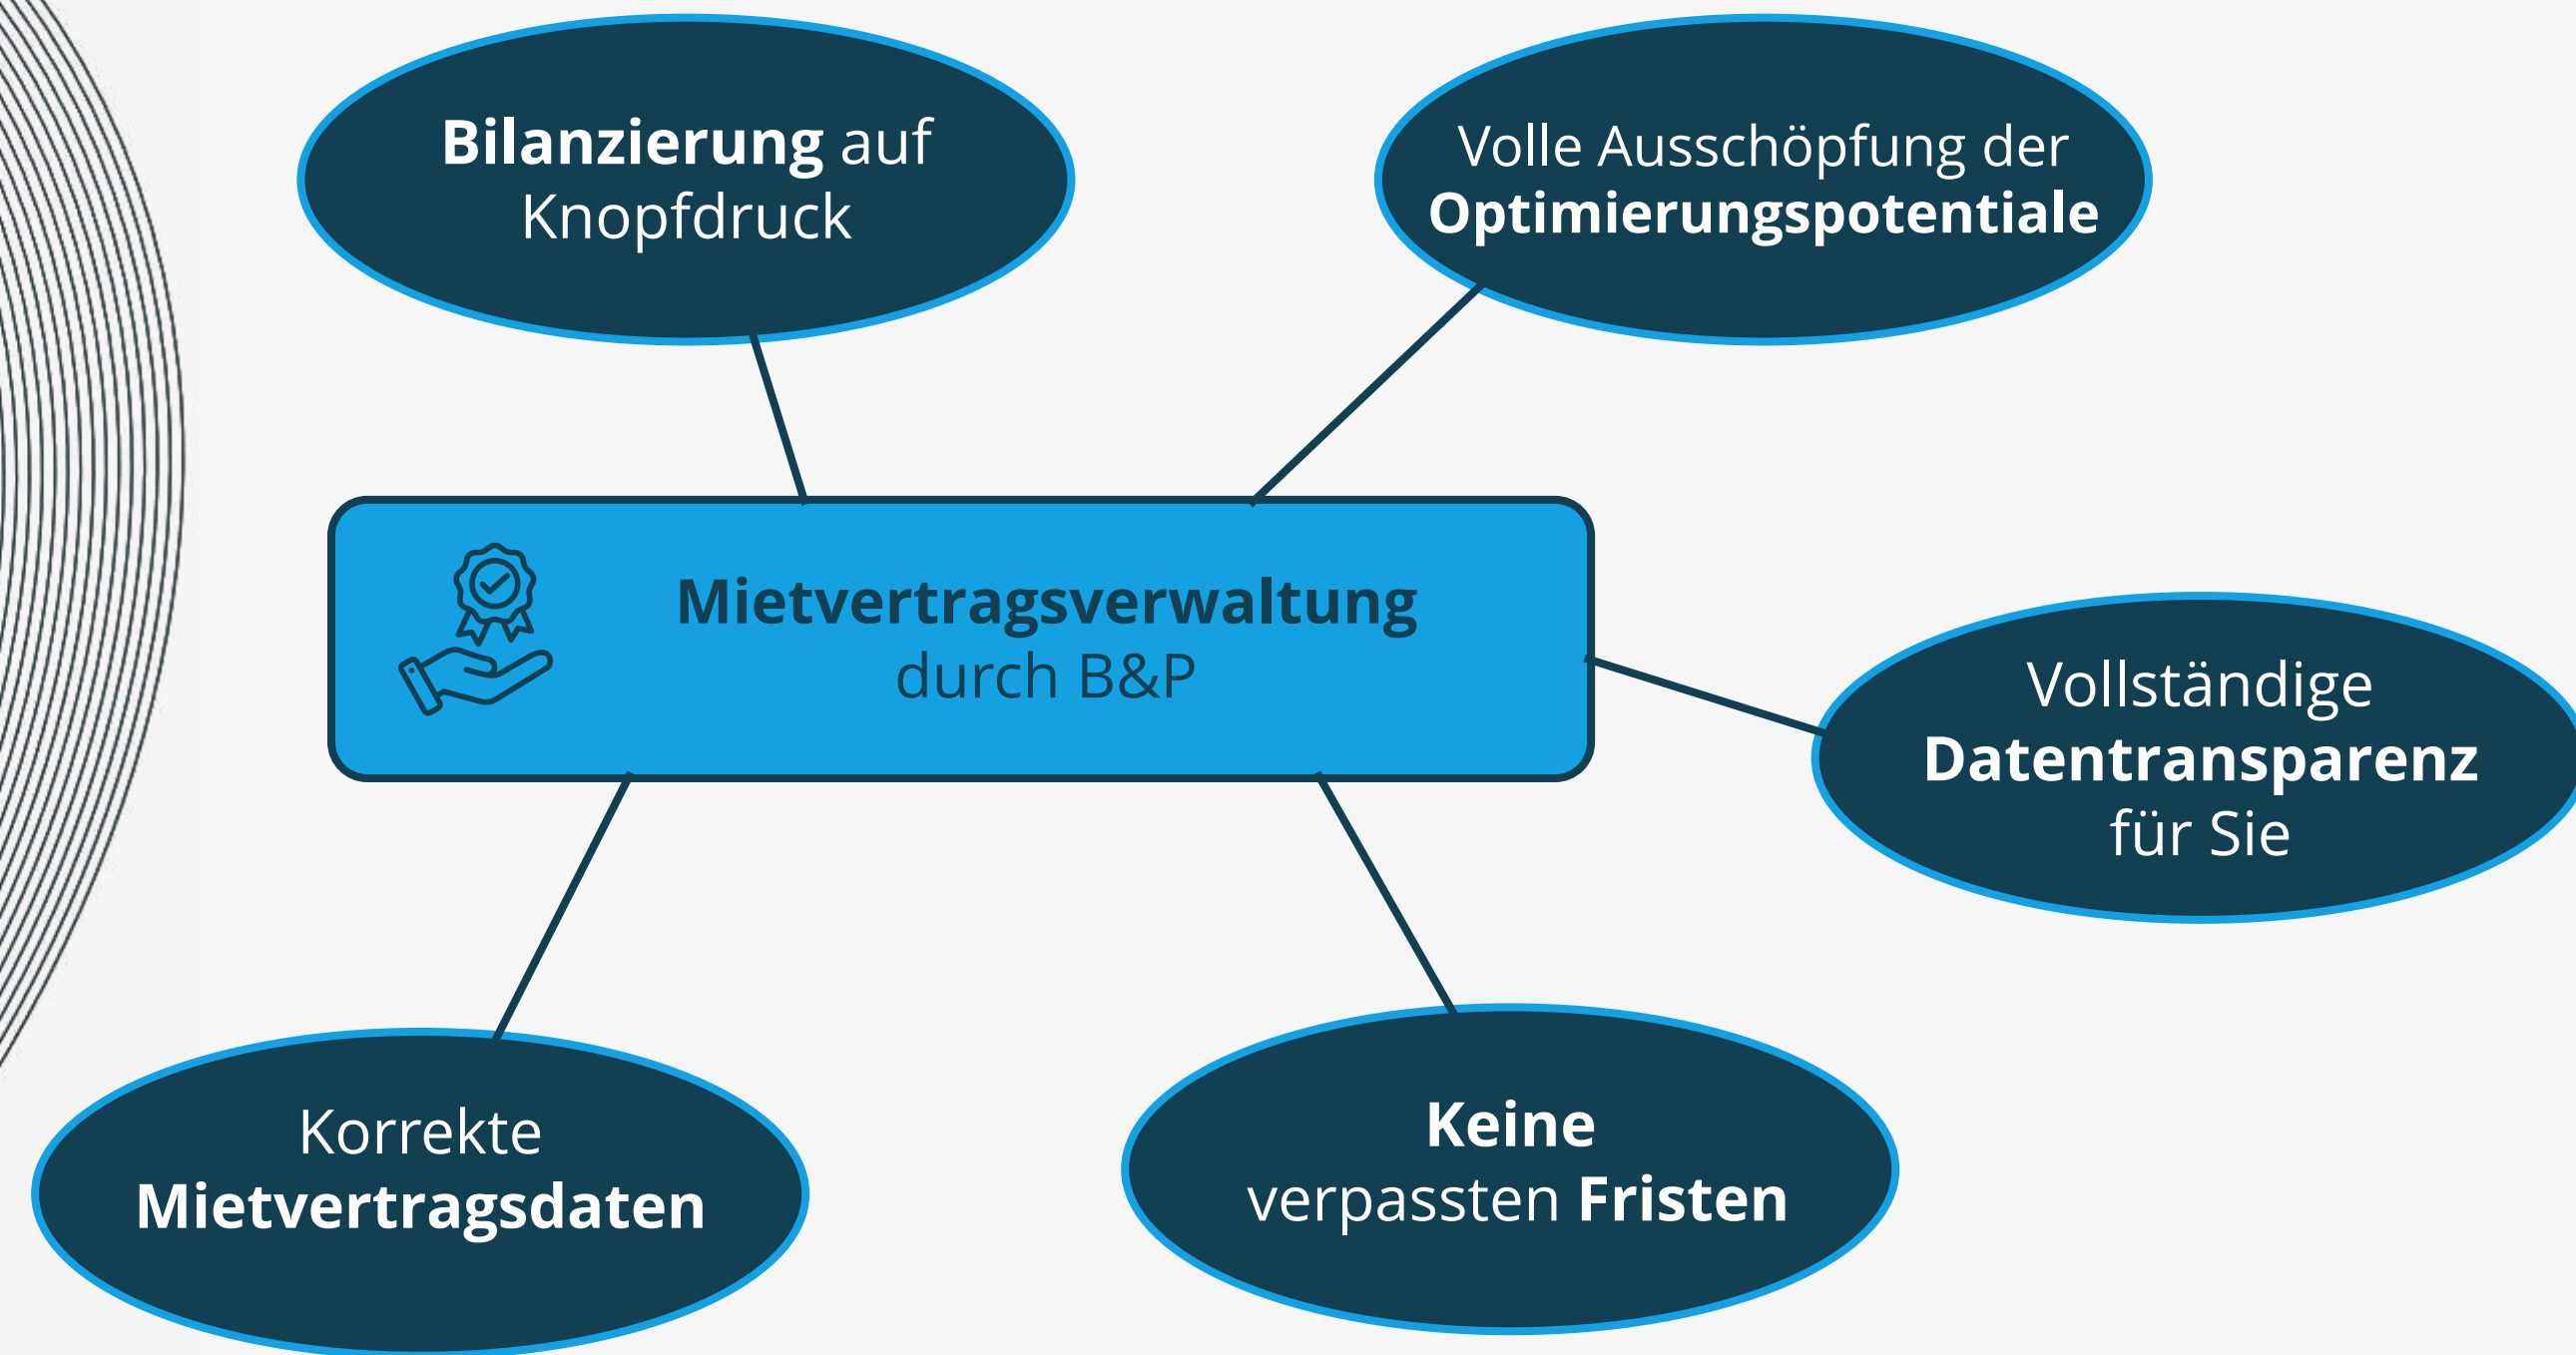 Bilanzierung auf
Knopfdruck
Volle Ausschöpfung der
Optimierungspotentiale
Mietvertragsverwaltung
durch B&P
Vollständige
Datentransparenz
für Sie
Korrekte
Mietvertragsdaten
Keine
verpassten Fristen